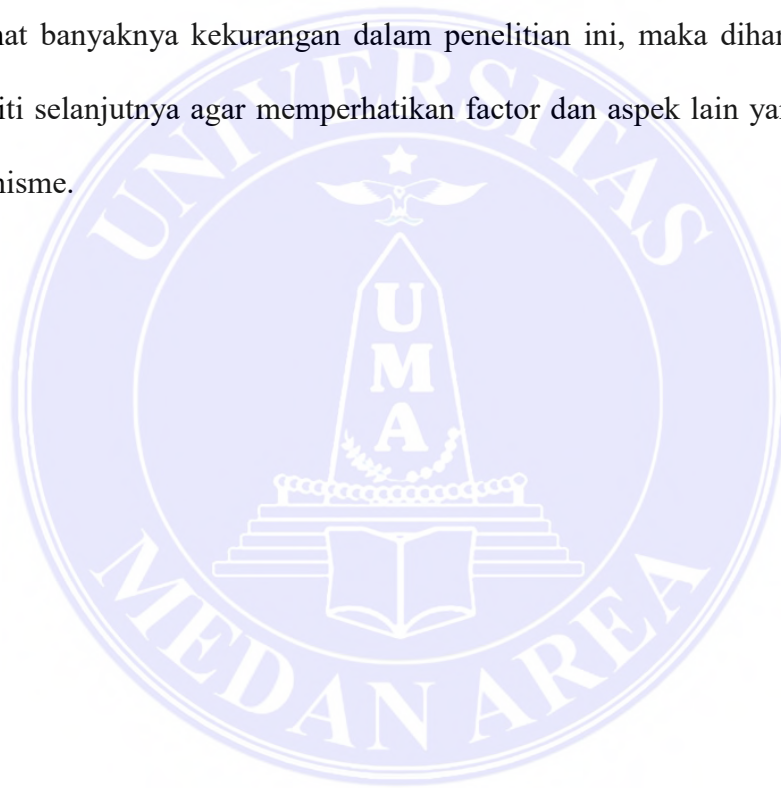 hat banyaknya kekurangan dalam penelitian ini, maka dihar
iti selanjutnya agar memperhatikan factor dan aspek lain ya
nisme.
UNIVERSITAS
U
M
A
MEDAN AREA